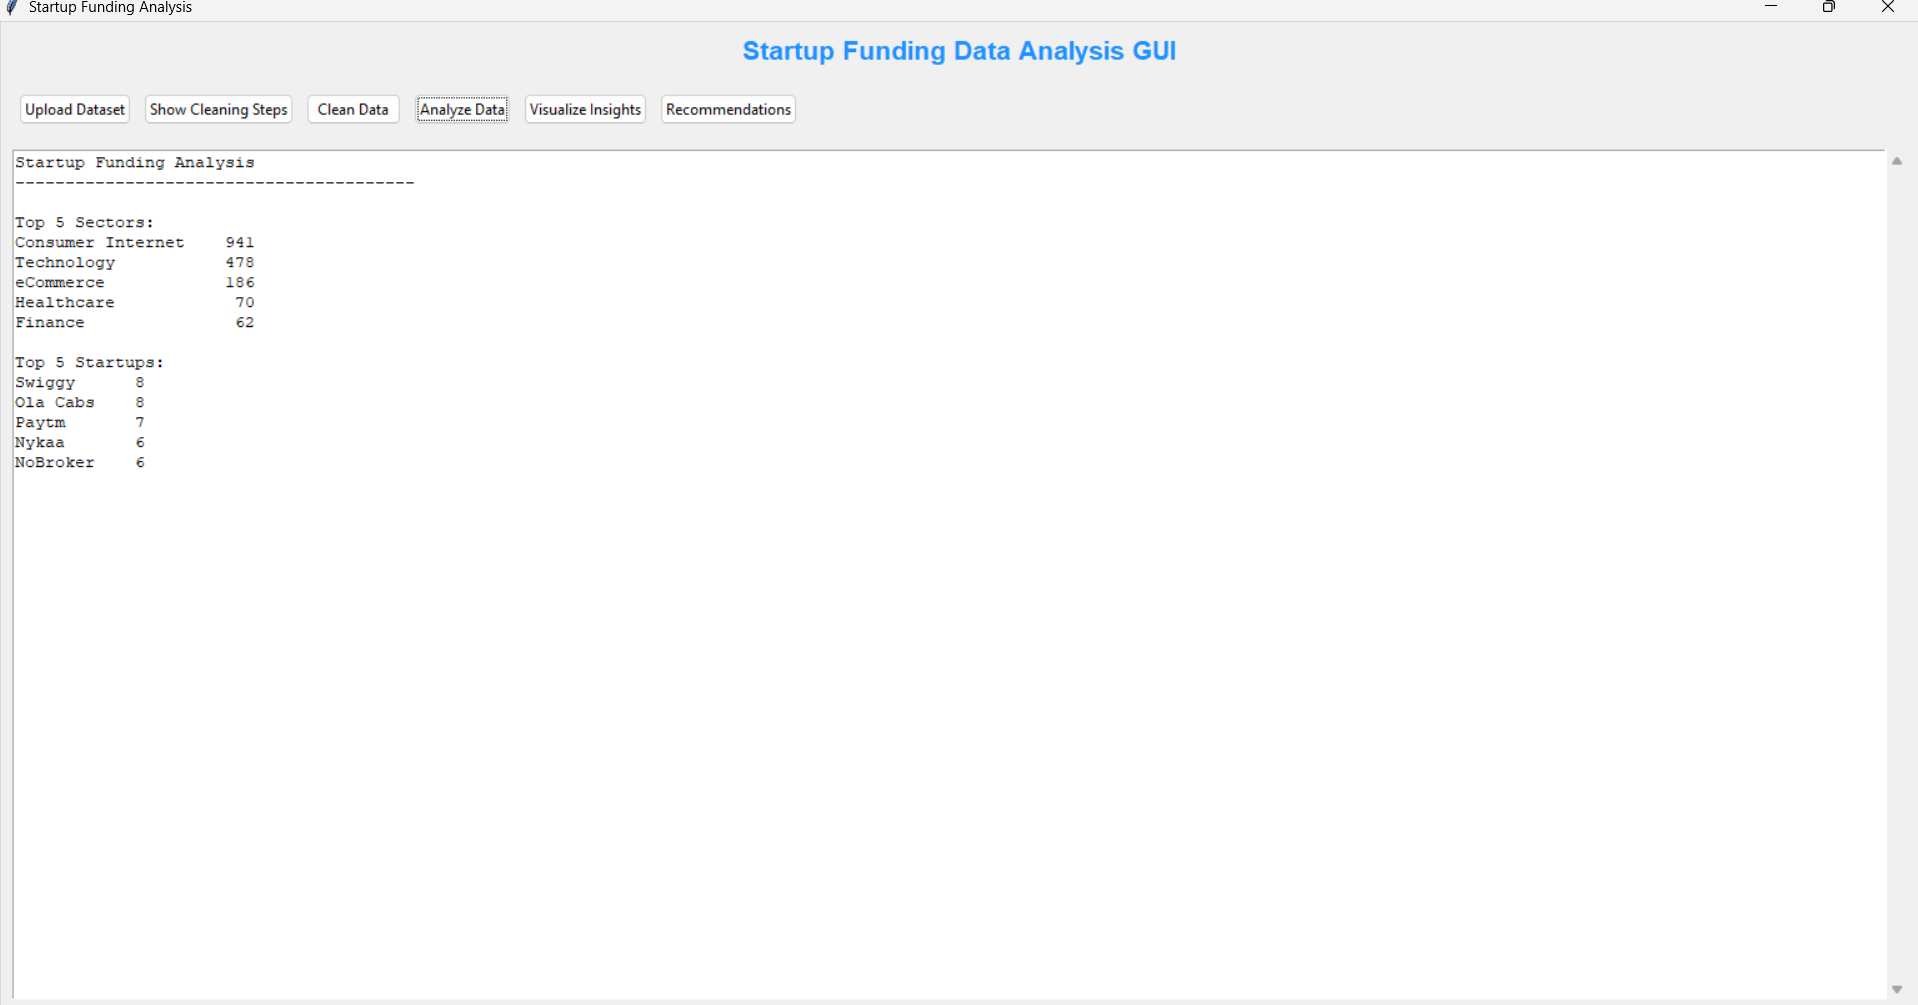 Startup Funding Analysis
Startup Funding Data Analysis GUI
Upload Dataset Show Cleaning Steps Clean Data Analyze Data Visualize Insights Recommendations
Startup Funding Analysis
----------------------------------------
Top 5 Sectors:
Consumer Internet    941
Technology           478
eCommerce            186
Healthcare            70
Finance               62
Top 5 Startups:
Swiggy      8
Ola Cabs    8
Paytm       7
Nykaa       6
NoBroker    6